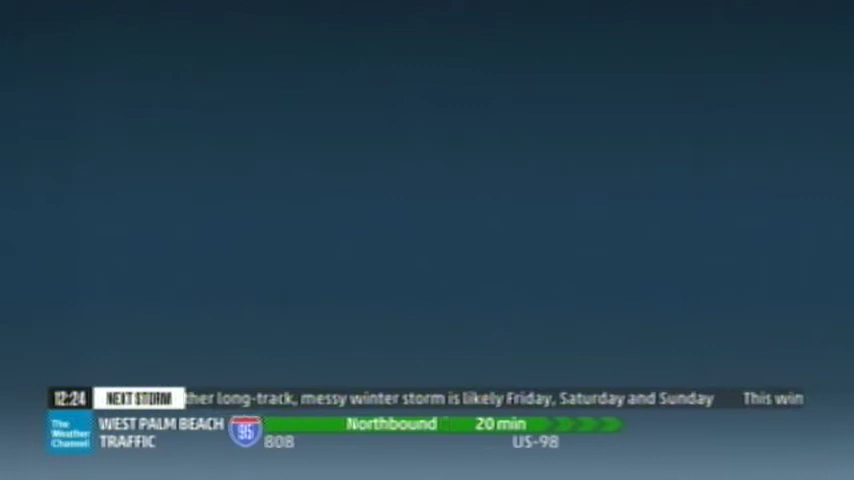 12:24 NEXT STORM ther long-track, messy winter storm is likely Friday, Saturday and Sunday This win
The Weather Channel
WEST PALM BEACH TRAFFIC
95 Northbound 20 min
808 US-98